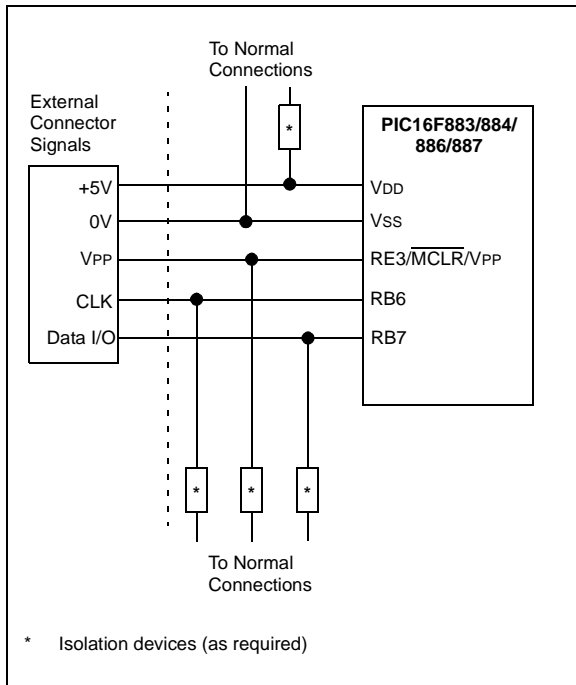 To Normal
Connections
External
Connector
Signals
*
PIC16F883/884/
886/887
+5V
VDD
0V
VSS
VPP
RE3/MCLR/VPP
CLK
RB6
Data I/O
RB7
*
*
*
To Normal
Connections
* Isolation devices (as required)